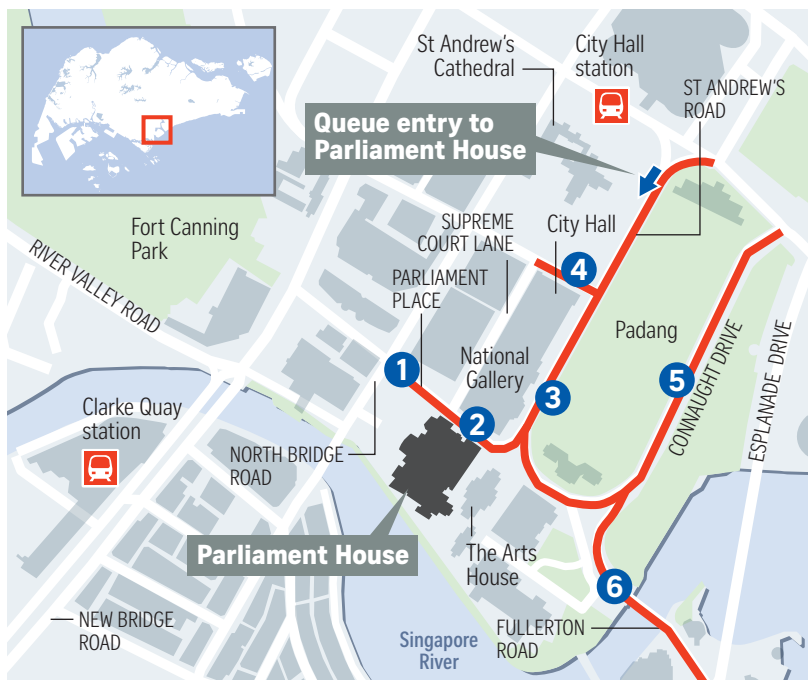 St Andrew's
Cathedral
City Hall
station
ST ANDREW'S
ROAD
Queue entry to
Parliament House
Fort Canning
Park
SUPREME
COURT LANE
City Hall
RIVER VALLEY ROAD
PARLIAMENT
PLACE
4
Padang
National
Gallery
1
3
5
CONNAUGHT DRIVE
ESPLANADE DRIVE
Clarke Quay
station
2
NORTH BRIDGE
ROAD
Parliament House
The Arts
House
6
NEW BRIDGE
ROAD
Singapore
River
FULLERTON
ROAD